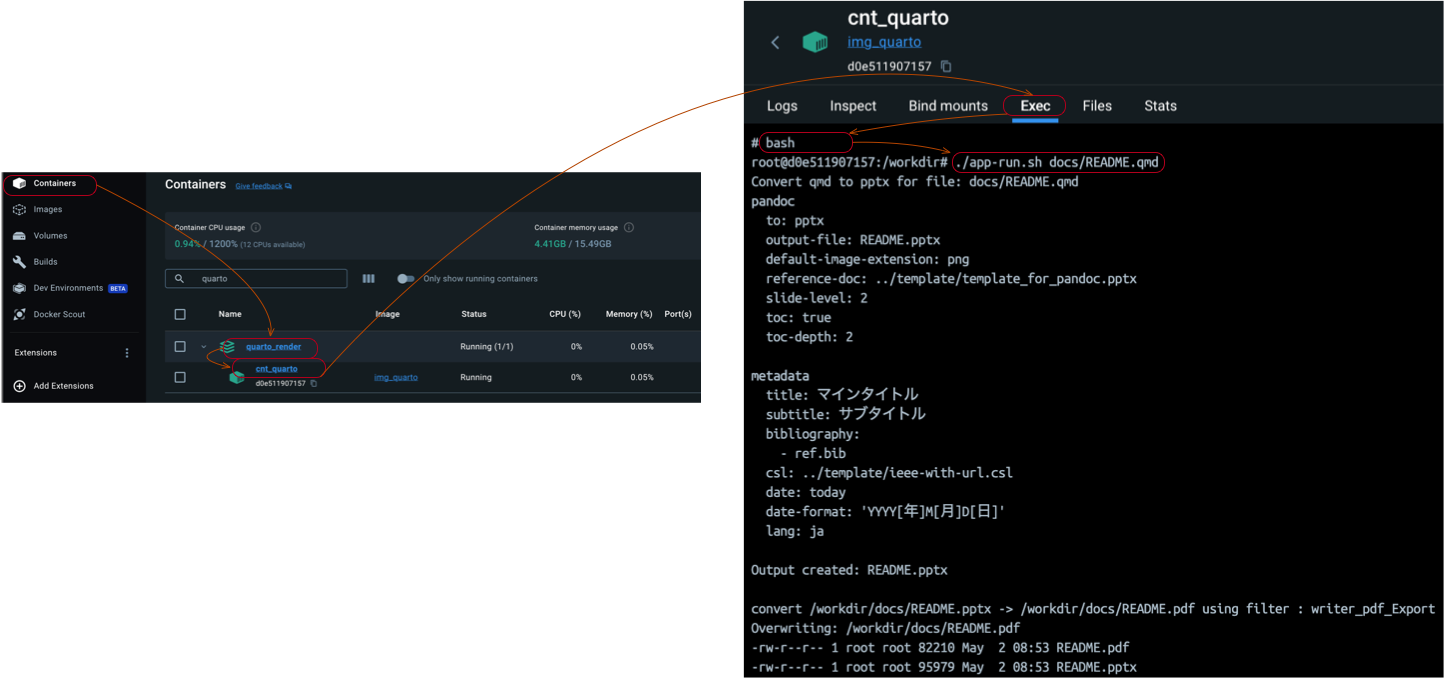 Containers
Images
Volumes
Builds
Dev Environments BETA
Docker Scout
Extensions
Add Extensions
Containers Give feedback
Container CPU usage
0.94% / 1200% (12 CPUs available)
Container memory usage
4.41GB / 15.49GB
quarto
Only show running containers
Name Image Status CPU (%) Memory (%) Port(s)
quarto_render Running (1/1) 0% 0.05%
cnt_quarto
d0e511907157 img_quarto Running 0% 0.05%
cnt_quarto
img_quarto
d0e511907157
Logs Inspect Bind mounts Exec Files Stats
# bash
root@d0e511907157:/workdir# ./app-run.sh docs/README.qmd
Convert qmd to pptx for file: docs/README.qmd
pandoc
  to: pptx
  output-file: README.pptx
  default-image-extension: png
  reference-doc: ../template/template_for_pandoc.pptx
  slide-level: 2
  toc: true
  toc-depth: 2
metadata
  title: マインタイトル
  subtitle: サブタイトル
  bibliography:
    - ref.bib
  csl: ../template/ieee-with-url.csl
  date: today
  date-format: 'YYYY[年]M[月]D[日]'
  lang: ja
Output created: README.pptx
convert /workdir/docs/README.pptx -> /workdir/docs/README.pdf using filter : writer_pdf_Export
Overwriting: /workdir/docs/README.pdf
-rw-r--r-- 1 root root 82210 May  2 08:53 README.pdf
-rw-r--r-- 1 root root 95979 May  2 08:53 README.pptx